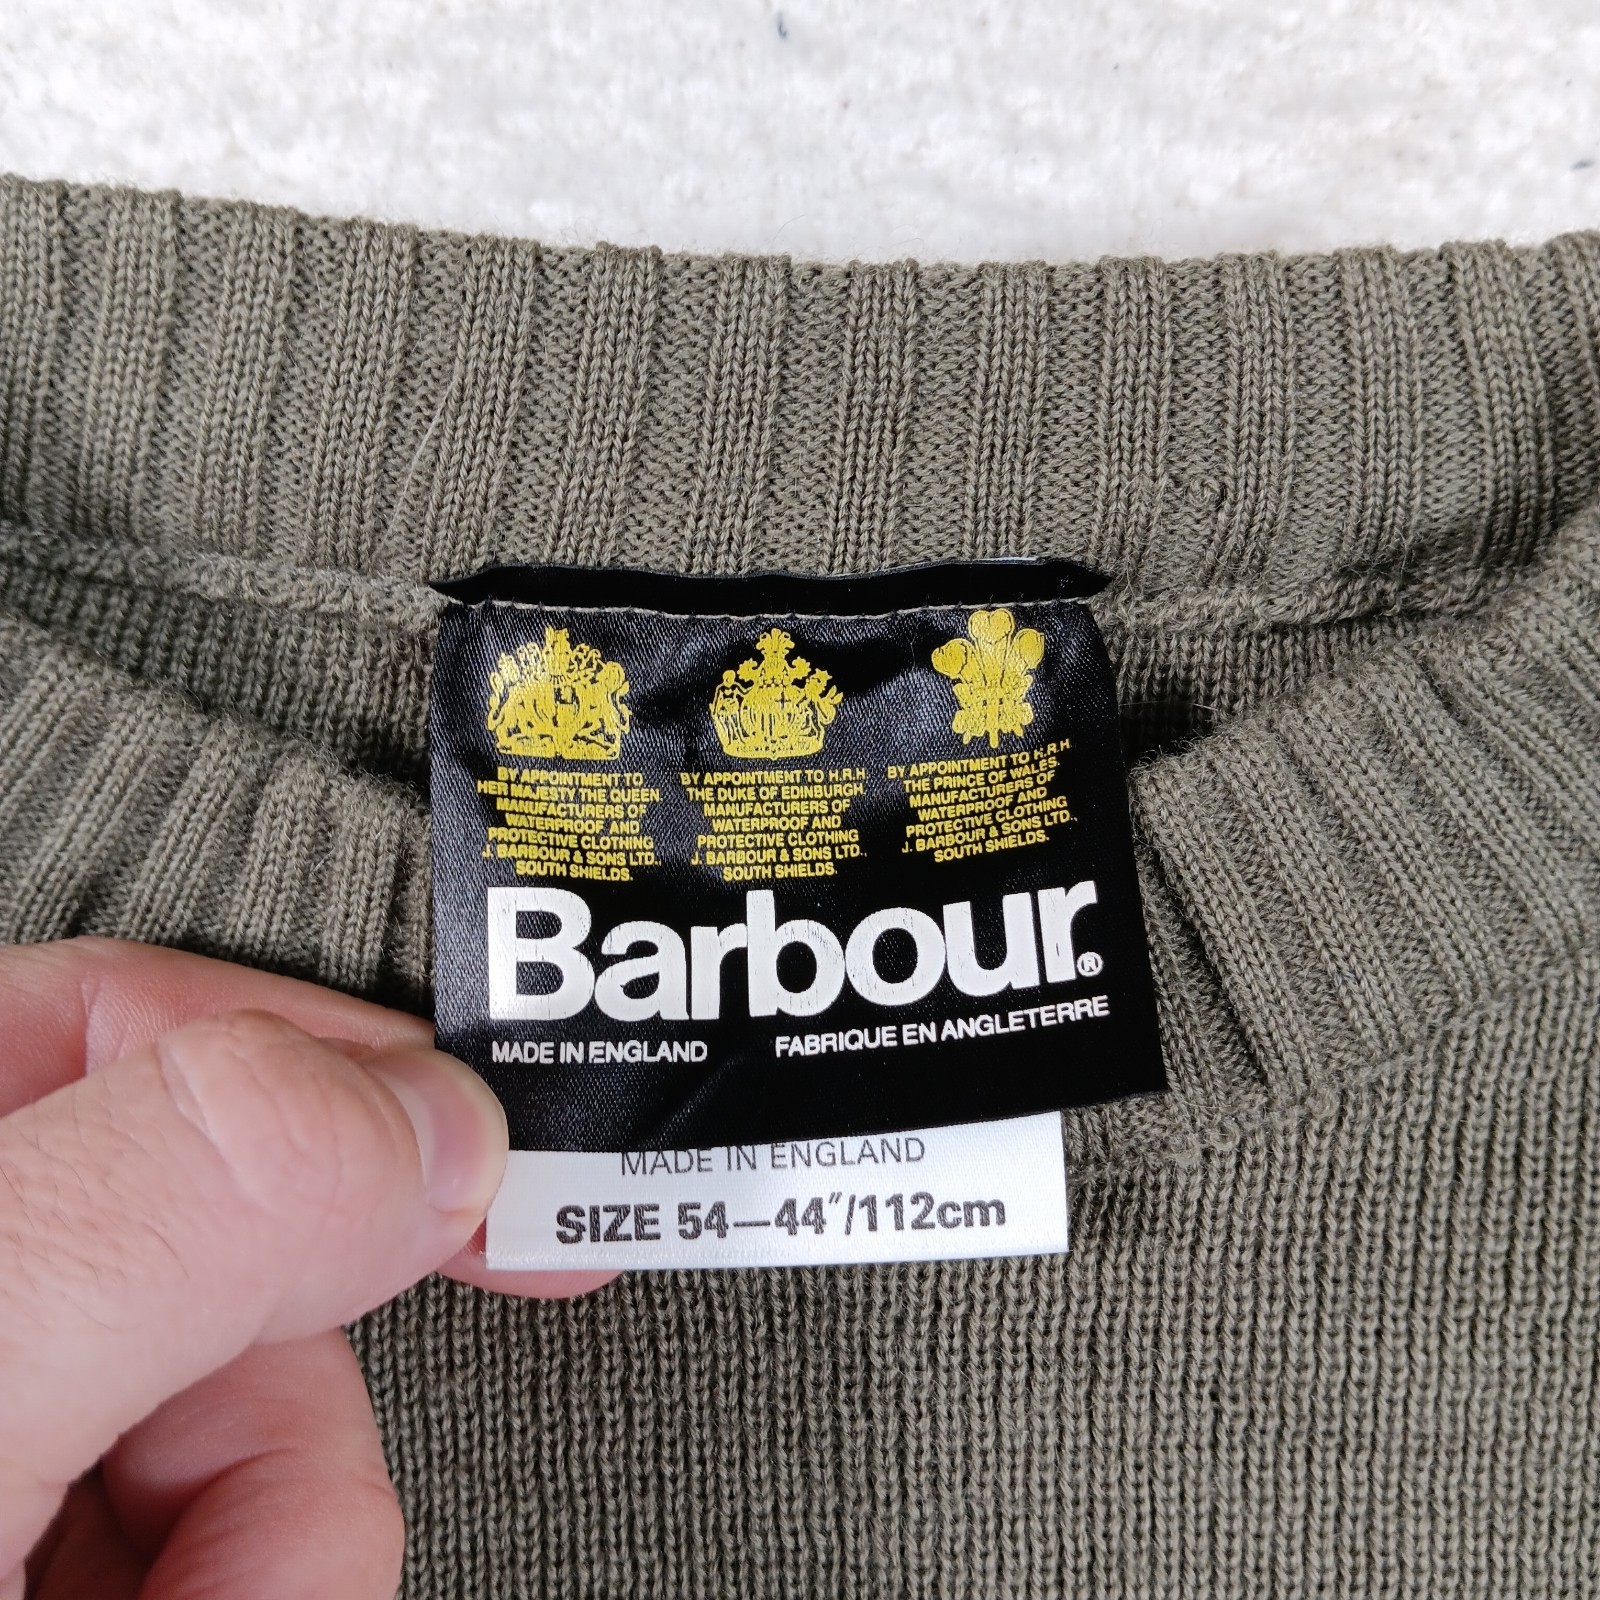 BY APPOINTMENT TO
HER MAJESTY THE QUEEN
MANUFACTURERS OF
WATERPROOF AND
PROTECTIVE CLOTHING
J. BARBOUR & SONS LTD.,
SOUTH SHIELDS.
BY APPOINTMENT TO H.R.H.
THE DUKE OF EDINBURGH
MANUFACTURERS OF
WATERPROOF AND
PROTECTIVE CLOTHING
J. BARBOUR & SONS LTD.,
SOUTH SHIELDS.
BY APPOINTMENT TO H.R.H.
THE PRINCE OF WALES.
MANUFACTURERS OF
WATERPROOF AND
PROTECTIVE CLOTHING
J. BARBOUR & SONS LTD.,
SOUTH SHIELDS.
Barbour®
MADE IN ENGLAND FABRIQUE EN ANGLETERRE
MADE IN ENGLAND
SIZE 54—44"/112cm